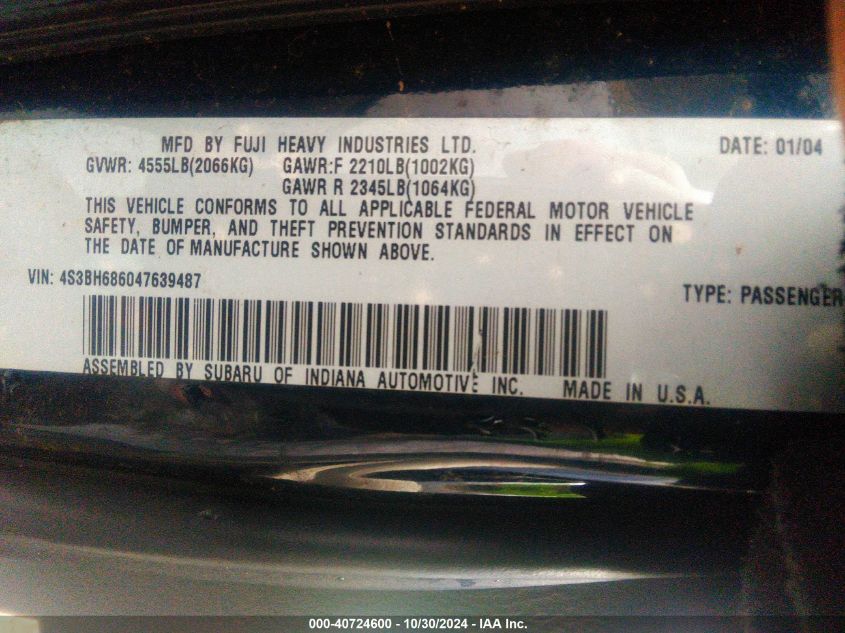 MFD BY FUJI HEAVY INDUSTRIES LTD. DATE: 01/04
GVWR: 4555LB(2066KG) GAWR:F 2210LB(1002KG)
GAWR R 2345LB(1064KG)
THIS VEHICLE CONFORMS TO ALL APPLICABLE FEDERAL MOTOR VEHICLE
SAFETY, BUMPER, AND THEFT PREVENTION STANDARDS IN EFFECT ON
THE DATE OF MANUFACTURE SHOWN ABOVE.
VIN: 4S3BH686047639487 TYPE: PASSENGER
ASSEMBLED BY SUBARU OF INDIANA AUTOMOTIVE INC. MADE IN U.S.A.
000-40724600 - 10/30/2024 - IAA Inc.